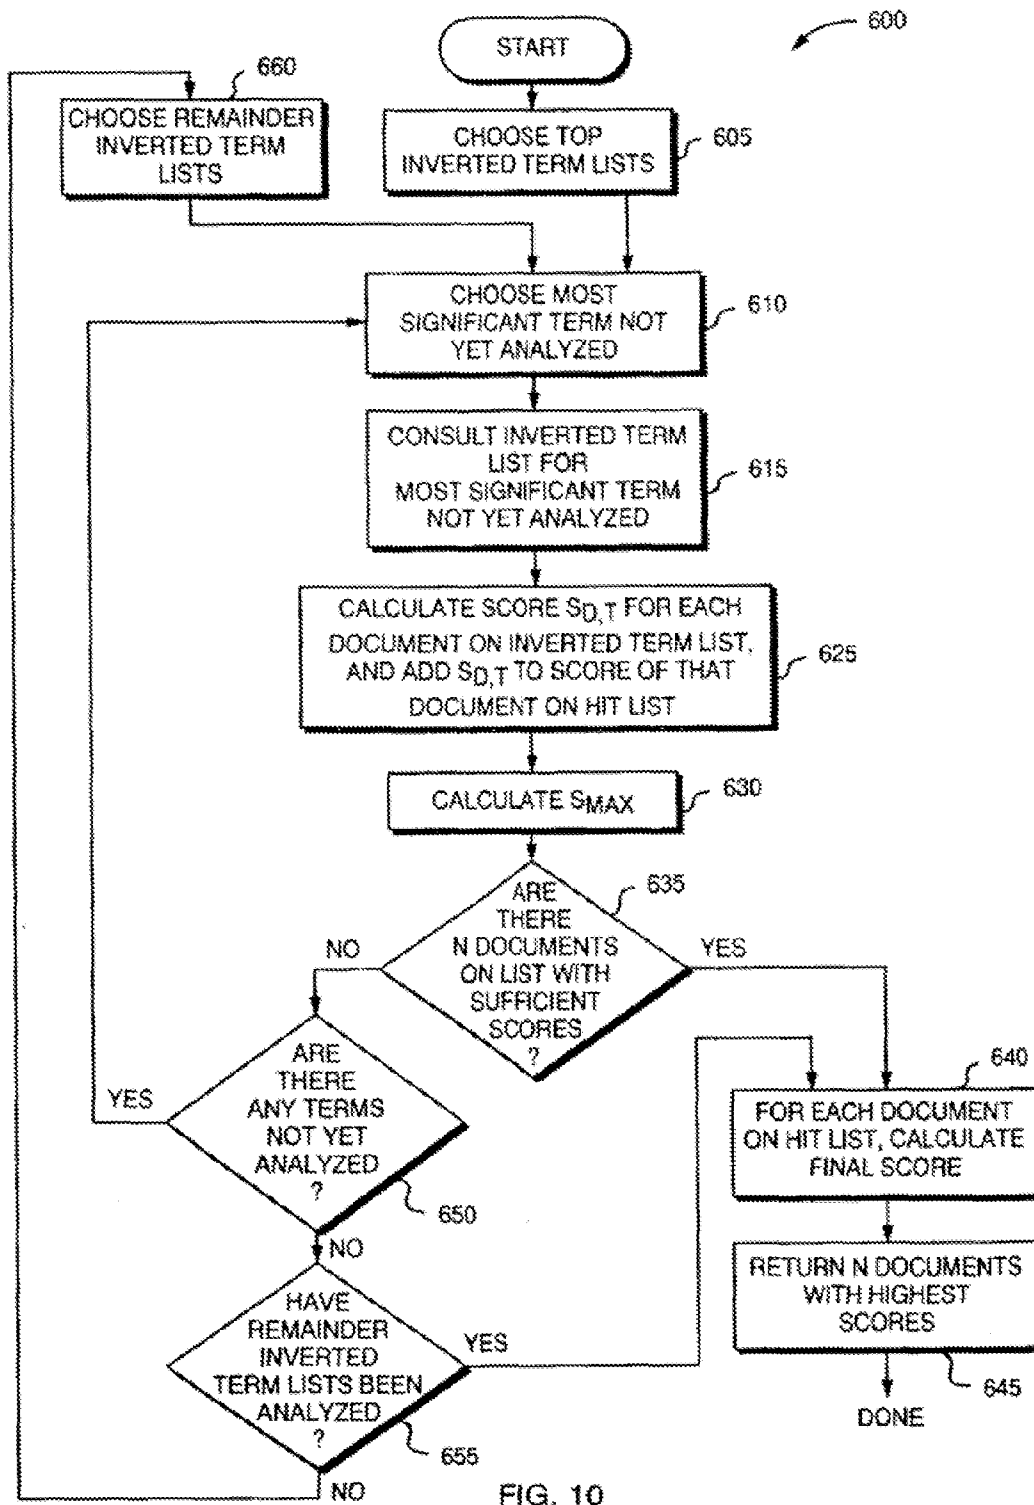 600
START
660
CHOOSE REMAINDER
INVERTED TERM
LISTS
CHOOSE TOP
INVERTED TERM LISTS
605
CHOOSE MOST
SIGNIFICANT TERM NOT
YET ANALYZED
610
CONSULT INVERTED TERM
LIST FOR
MOST SIGNIFICANT TERM
NOT YET ANALYZED
615
CALCULATE SCORE SD,T FOR EACH
DOCUMENT ON INVERTED TERM LIST,
AND ADD SD,T TO SCORE OF THAT
DOCUMENT ON HIT LIST
625
CALCULATE SMAX
630
ARE
THERE
N DOCUMENTS
ON LIST WITH
SUFFICIENT
SCORES
?
635
NO
YES
ARE
THERE
ANY TERMS
NOT YET
ANALYZED
?
YES
650
NO
640
FOR EACH DOCUMENT
ON HIT LIST, CALCULATE
FINAL SCORE
RETURN N DOCUMENTS
WITH HIGHEST
SCORES
645
DONE
HAVE
REMAINDER
INVERTED
TERM LISTS BEEN
ANALYZED
?
YES
655
NO
FIG. 10